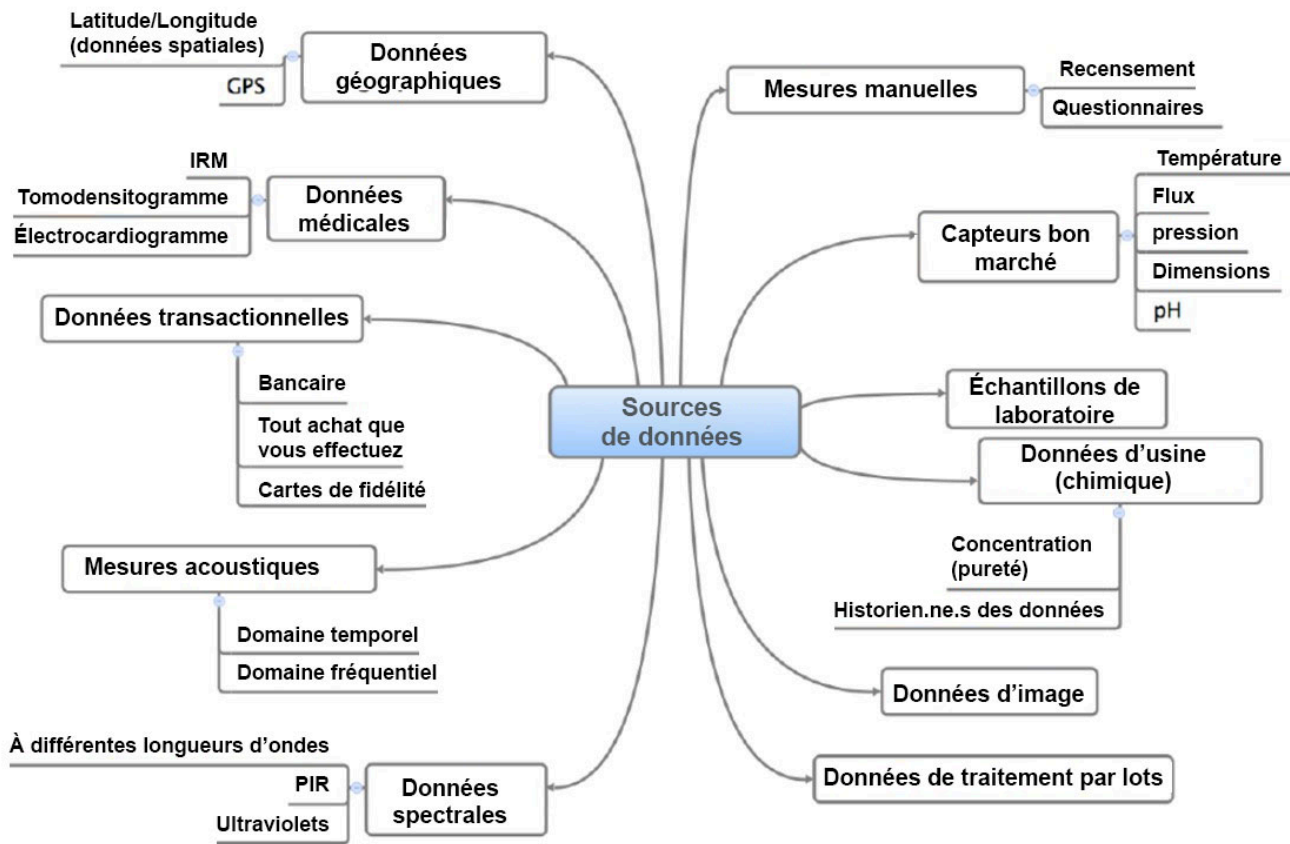 Sources
de données
Données
géographiques
Latitude/Longitude
(données spatiales)
GPS
Données
médicales
IRM
Tomodensitogramme
Électrocardiogramme
Données transactionnelles
Bancaire
Tout achat que
vous effectuez
Cartes de fidélité
Mesures acoustiques
Domaine temporel
Domaine fréquentiel
Données
spectrales
À différentes longueurs d’ondes
PIR
Ultraviolets
Mesures manuelles
Recensement
Questionnaires
Capteurs bon
marché
Température
Flux
pression
Dimensions
pH
Échantillons de
laboratoire
Données d’usine
(chimique)
Concentration
(pureté)
Historien.ne.s des données
Données d’image
Données de traitement par lots